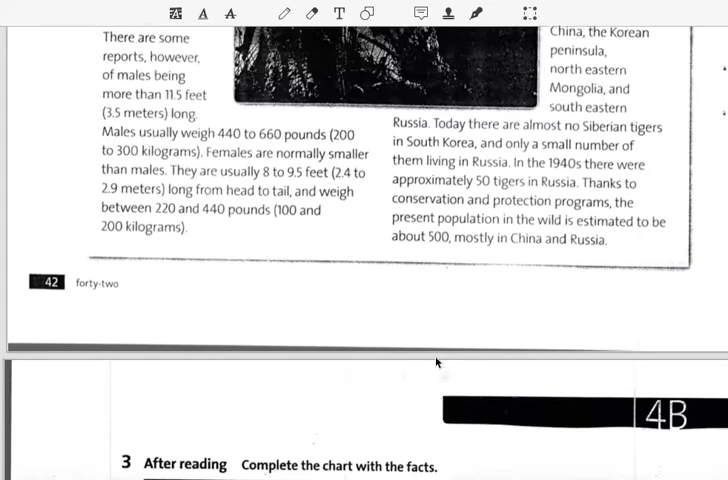 There are some
reports, however,
of males being
more than 11.5 feet
(3.5 meters) long.
Males usually weigh 440 to 660 pounds (200
to 300 kilograms). Females are normally smaller
than males. They are usually 8 to 9.5 feet (2.4 to
2.9 meters) long from head to tail, and weigh
between 220 and 440 pounds (100 and
200 kilograms).
China, the Korean
peninsula,
north eastern
Mongolia, and
south eastern
Russia. Today there are almost no Siberian tigers
in South Korea, and only a small number of
them living in Russia. In the 1940s there were
approximately 50 tigers in Russia. Thanks to
conservation and protection programs, the
present population in the wild is estimated to be
about 500, mostly in China and Russia.
42 forty-two
4B
3 After reading Complete the chart with the facts.